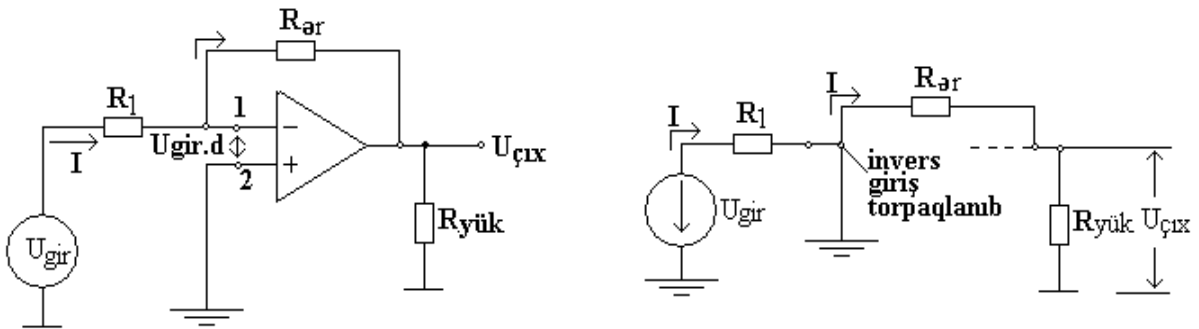 Rər
R1
1
−
Ugir.d
I
+
2
Uçıx
Ryük
Ugir
I
Rər
I
R1
invers
giriş
torpaqlanıb
Ugir
Ryük
Uçıx